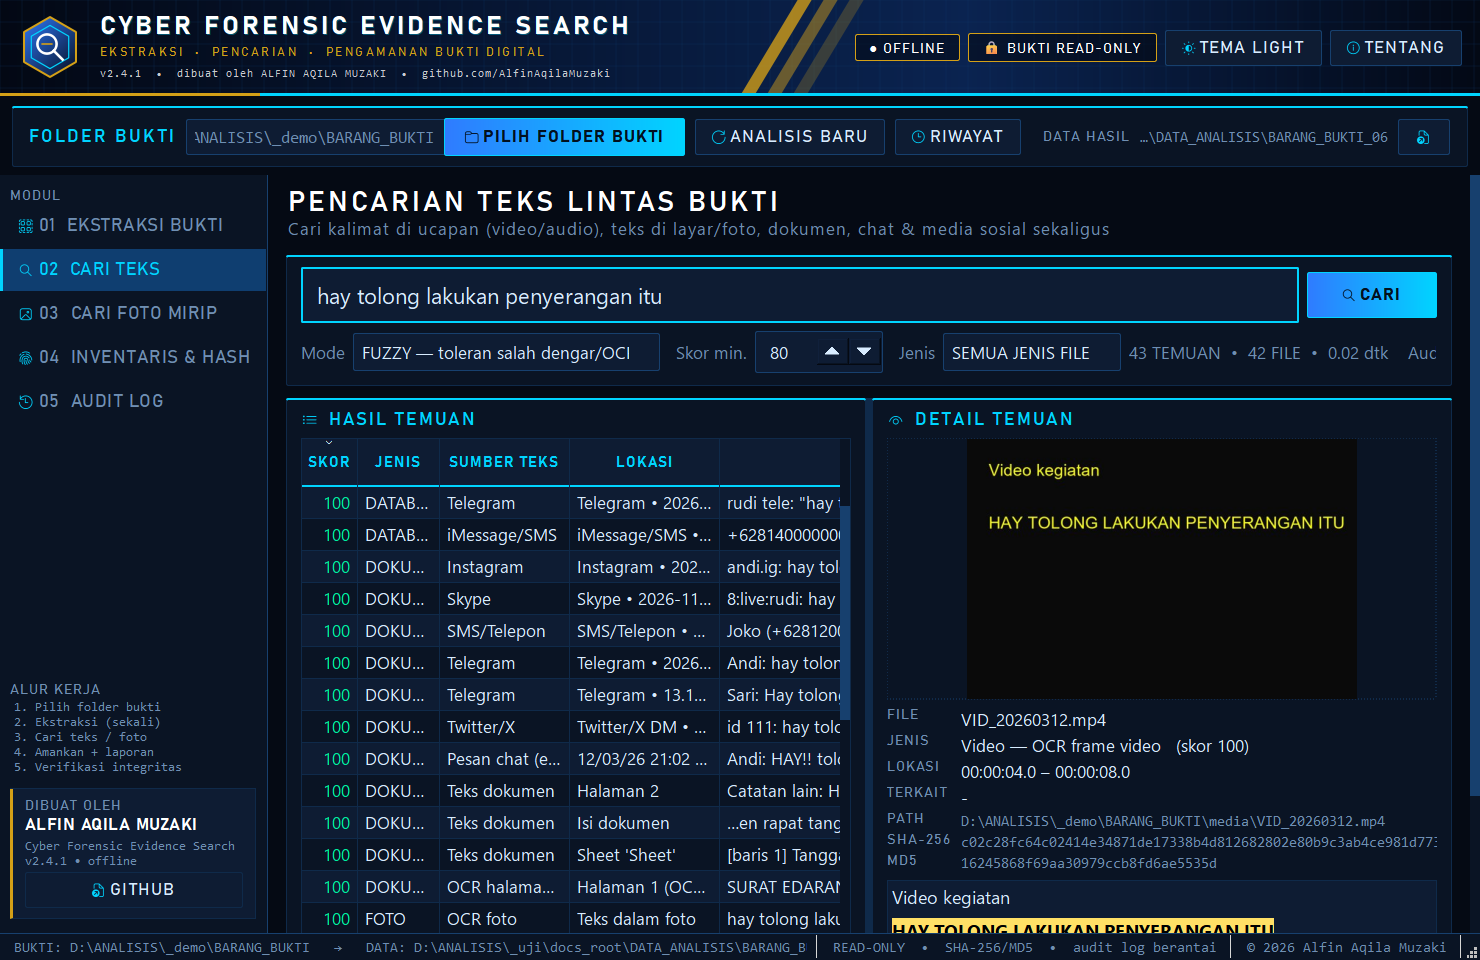 CYBER FORENSIC EVIDENCE SEARCH
EKSTRAKSI · PENCARIAN · PENGAMANAN BUKTI DIGITAL
v2.4.1 • dibuat oleh ALFIN AQILA MUZAKI • github.com/AlfinAqilaMuzaki
● OFFLINE
BUKTI READ-ONLY
TEMA LIGHT
TENTANG
FOLDER BUKTI
ANALISIS\_demo\BARANG_BUKTI
PILIH FOLDER BUKTI
ANALISIS BARU
RIWAYAT
DATA HASIL …\DATA_ANALISIS\BARANG_BUKTI_06
MODUL
01 EKSTRAKSI BUKTI
02 CARI TEKS
03 CARI FOTO MIRIP
04 INVENTARIS & HASH
05 AUDIT LOG
ALUR KERJA
1. Pilih folder bukti
2. Ekstraksi (sekali)
3. Cari teks / foto
4. Amankan + laporan
5. Verifikasi integritas
DIBUAT OLEH
ALFIN AQILA MUZAKI
Cyber Forensic Evidence Search
v2.4.1 • offline
GITHUB
PENCARIAN TEKS LINTAS BUKTI
Cari kalimat di ucapan (video/audio), teks di layar/foto, dokumen, chat & media sosial sekaligus
hay tolong lakukan penyerangan itu
CARI
Mode FUZZY — toleran salah dengar/OCI Skor min. 80 Jenis SEMUA JENIS FILE 43 TEMUAN • 42 FILE • 0.02 dtk Auc
HASIL TEMUAN
SKOR JENIS SUMBER TEKS LOKASI
100 DATAB… Telegram Telegram • 2026… rudi tele: "hay
100 DATAB… iMessage/SMS iMessage/SMS •… +628140000000
100 DOKU… Instagram Instagram • 202… andi.ig: hay tol
100 DOKU… Skype Skype • 2026-11… 8:live:rudi: hay
100 DOKU… SMS/Telepon SMS/Telepon • … Joko (+6281200
100 DOKU… Telegram Telegram • 2026… Andi: hay tolon
100 DOKU… Telegram Telegram • 13.1… Sari: Hay tolong
100 DOKU… Twitter/X Twitter/X DM • … id 111: hay tolo
100 DOKU… Pesan chat (e… 12/03/26 21:02 … Andi: HAY!! tolo
100 DOKU… Teks dokumen Halaman 2 Catatan lain: H
100 DOKU… Teks dokumen Isi dokumen …en rapat tang
100 DOKU… Teks dokumen Sheet 'Sheet' [baris 1] Tangga
100 DOKU… OCR halama… Halaman 1 (OC… SURAT EDARAN
100 FOTO OCR foto Teks dalam foto hay tolong laku
DETAIL TEMUAN
Video kegiatan
HAY TOLONG LAKUKAN PENYERANGAN ITU
FILE VID_20260312.mp4
JENIS Video — OCR frame video (skor 100)
LOKASI 00:00:04.0 – 00:00:08.0
TERKAIT -
PATH D:\ANALISIS\_demo\BARANG_BUKTI\media\VID_20260312.mp4
SHA-256 c02c28fc64c02414e34871de17338b4d812682802e80b9c3ab4ce981d773
MD5 16245868f69aa30979ccb8fd6ae5535d
Video kegiatan
HAY TOLONG LAKUKAN PENYERANGAN ITU
BUKTI: D:\ANALISIS\_demo\BARANG_BUKTI → DATA: D:\ANALISIS\_uji\docs_root\DATA_ANALISIS\BARANG_B READ-ONLY • SHA-256/MD5 • audit log berantai © 2026 Alfin Aqila Muzaki